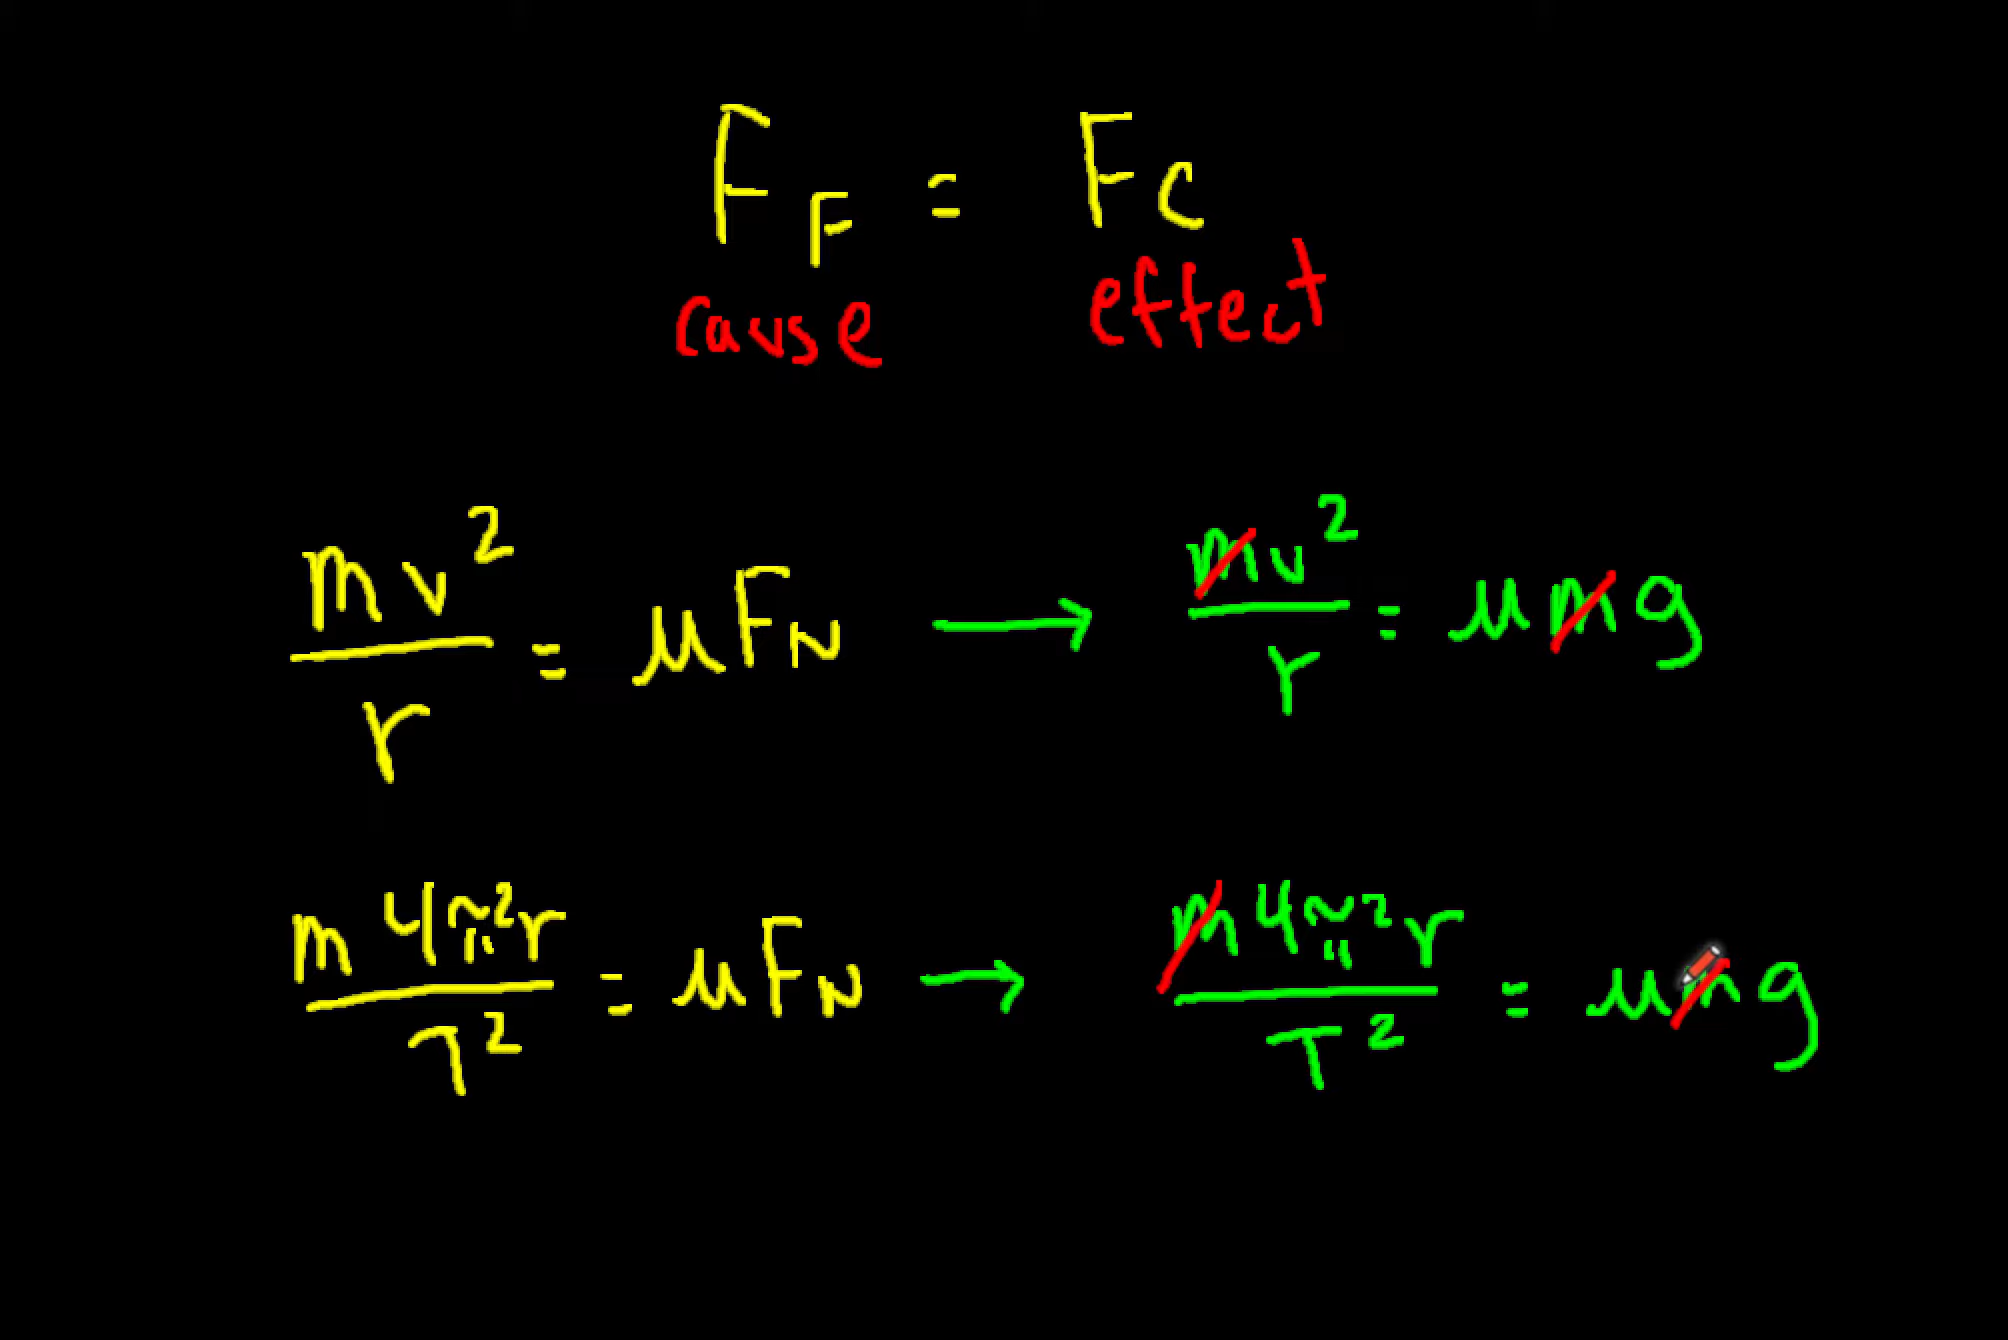 F_F = F_c
cause effect
mv²/r = μF_N → mv²/r = μmg
m4π²r/T² = μF_N → m4π²r/T² = μmg